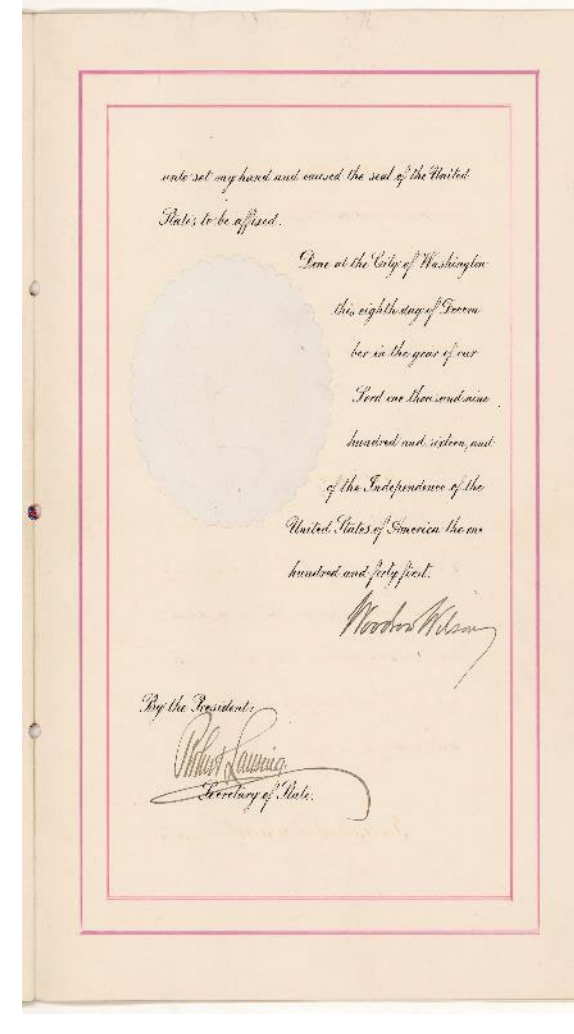 unto set my hand and caused the seal of the United
States to be affixed.
Done at the City of Washington
this eighth day of Decem
ber in the year of our
Lord one thousand nine
hundred and sixteen, and
of the Independence of the
United States of America the one
hundred and forty first.
Woodrow Wilson
By the President:
Robert Lansing
Secretary of State.